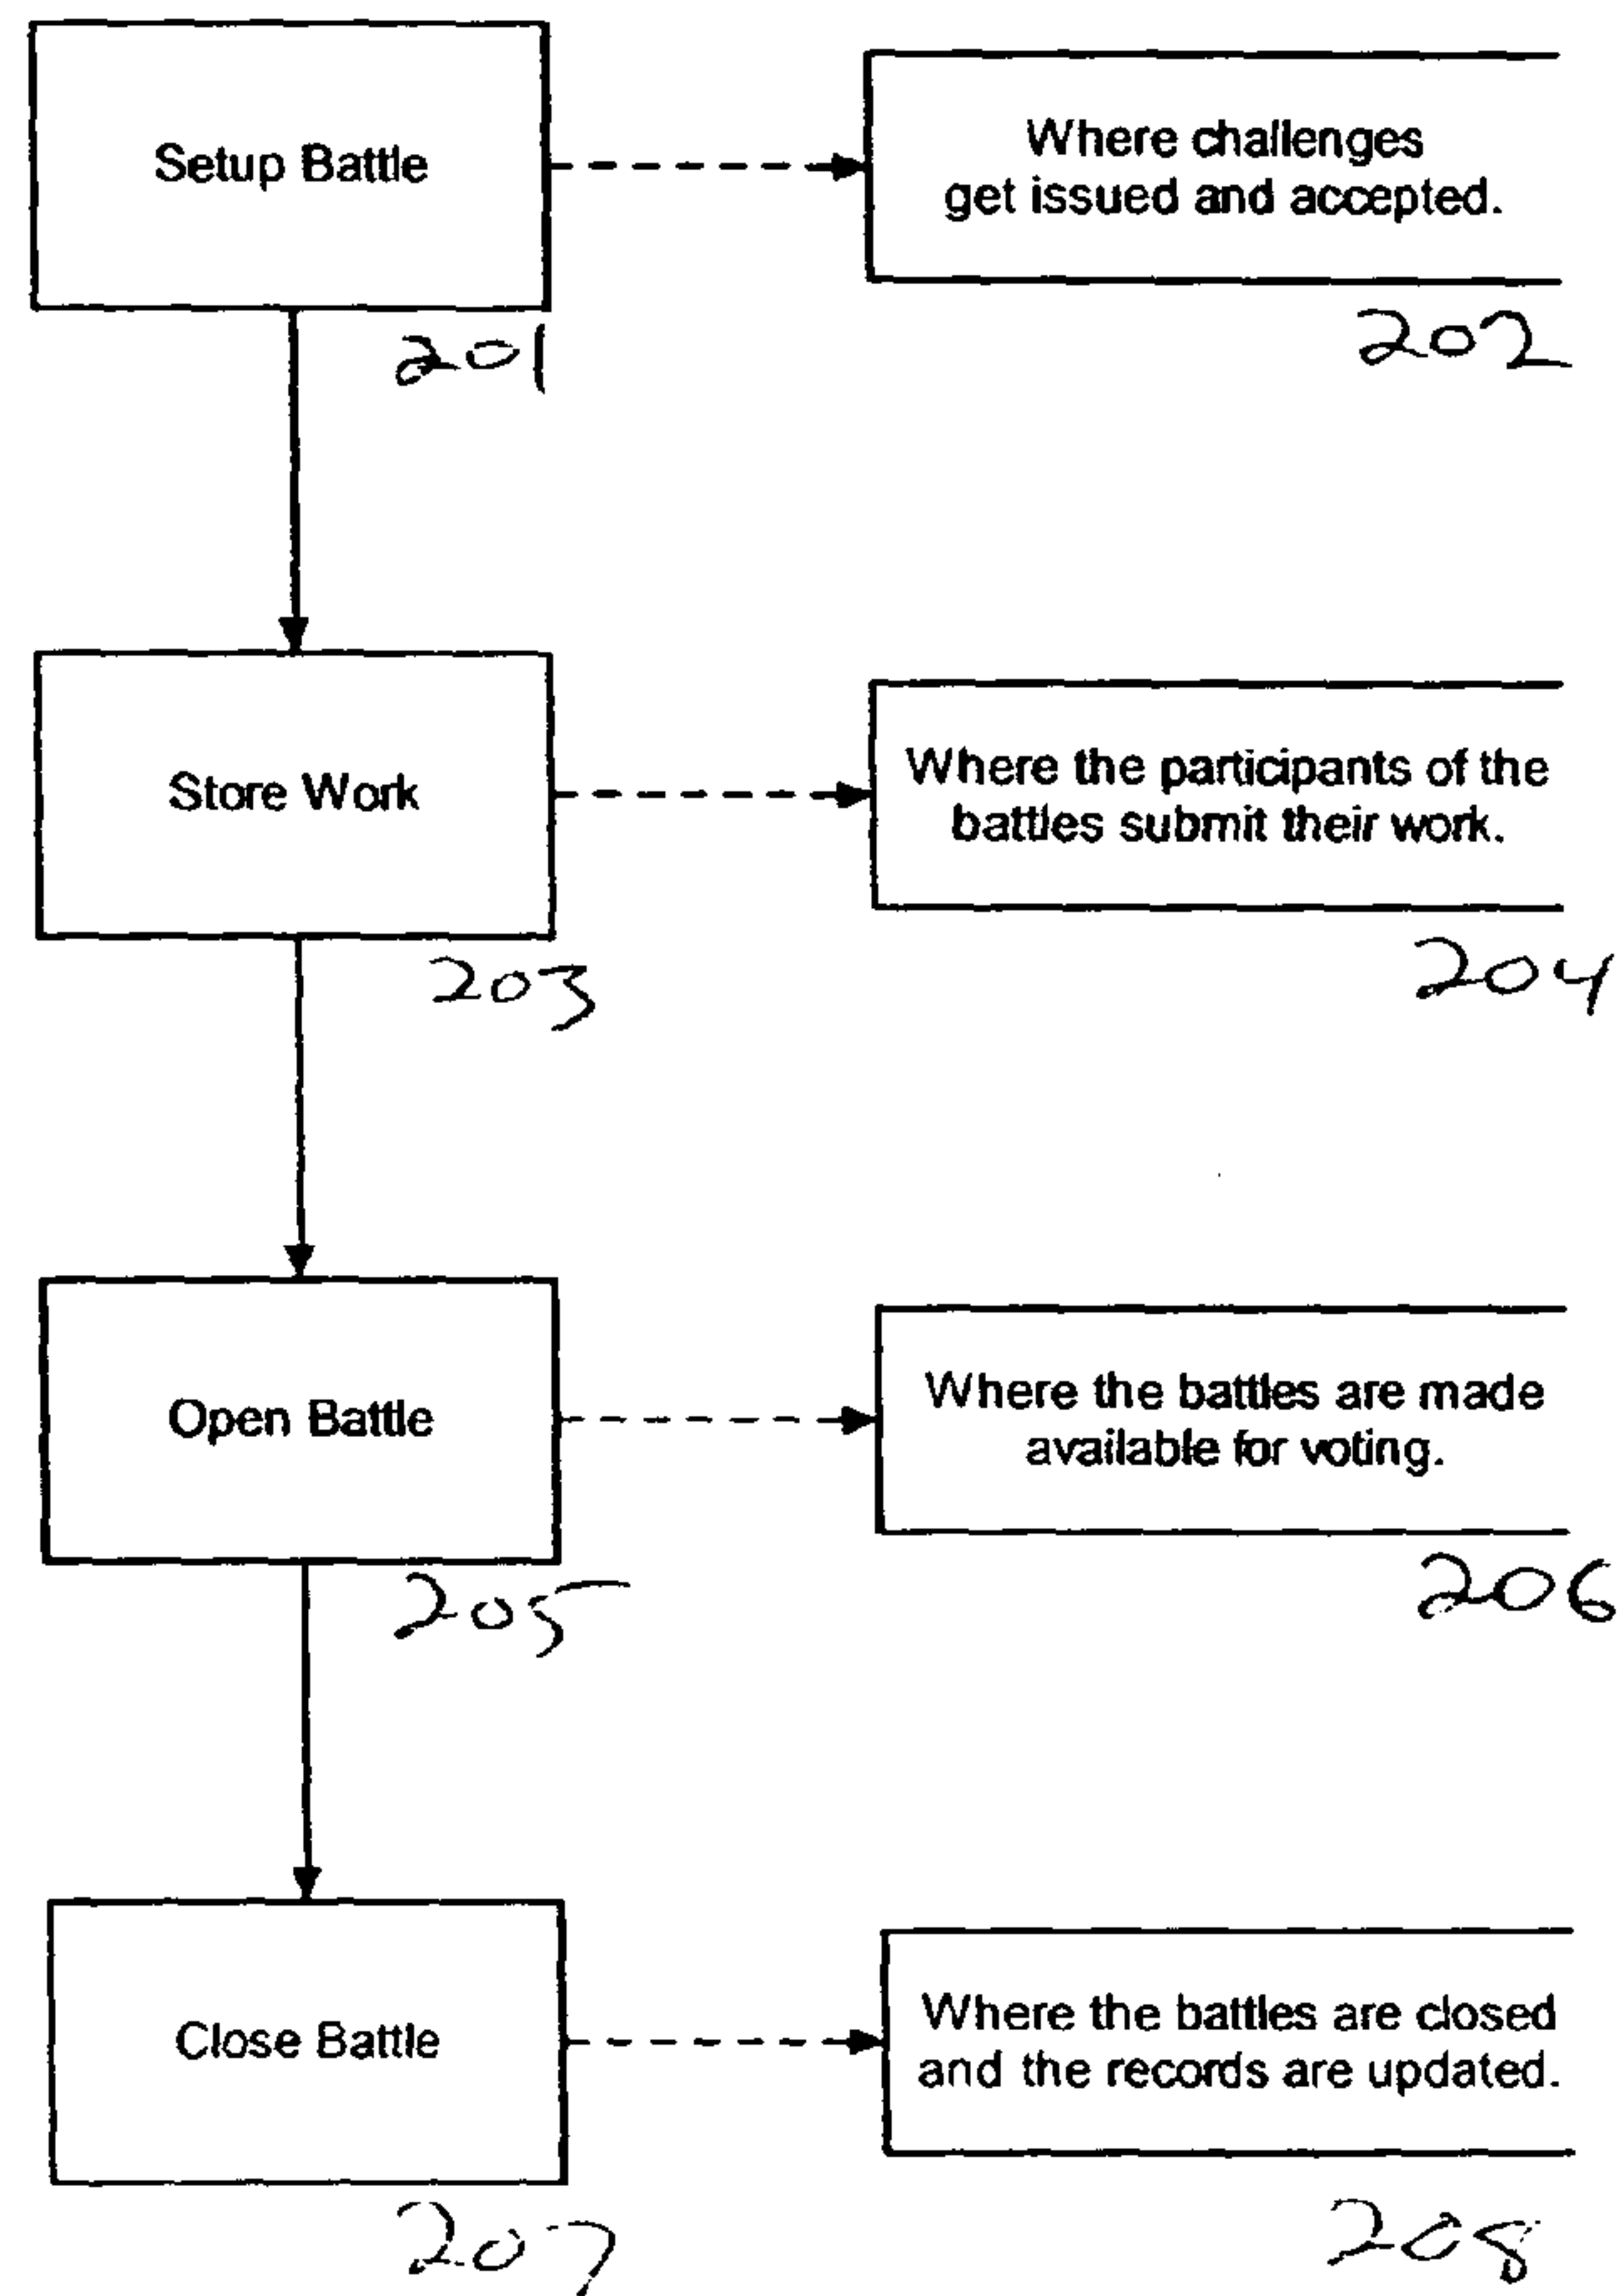 Setup Battle
Where challenges
get issued and accepted.
201
202
Store Work
Where the participants of the
battles submit their work.
203
204
Open Battle
Where the battles are made
available for voting.
205
206
Close Battle
Where the battles are closed
and the records are updated.
207
208